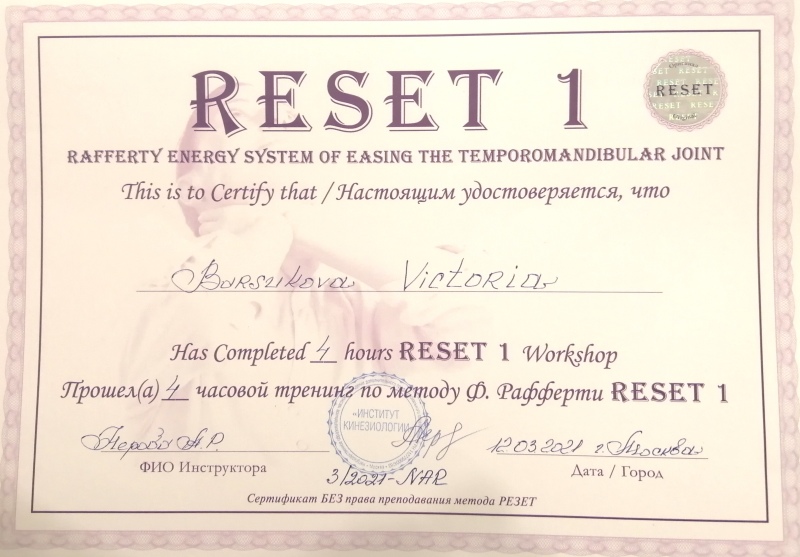 RESET 1
RESET
RAFFERTY ENERGY SYSTEM OF EASING THE TEMPOROMANDIBULAR JOINT
This is to Certify that / Настоящим удостоверяется, что
Barsukova Victoria
Has Completed 4 hours RESET 1 Workshop
Прошел(а) 4 часовой тренинг по методу Ф. Рафферти RESET 1
«ИНСТИТУТ
КИНЕЗИОЛОГИИ»
12.03.2021 г. Москва
ФИО Инструктора
Дата / Город
3/2021-NAR
Сертификат БЕЗ права преподавания метода РЕЗЕТ